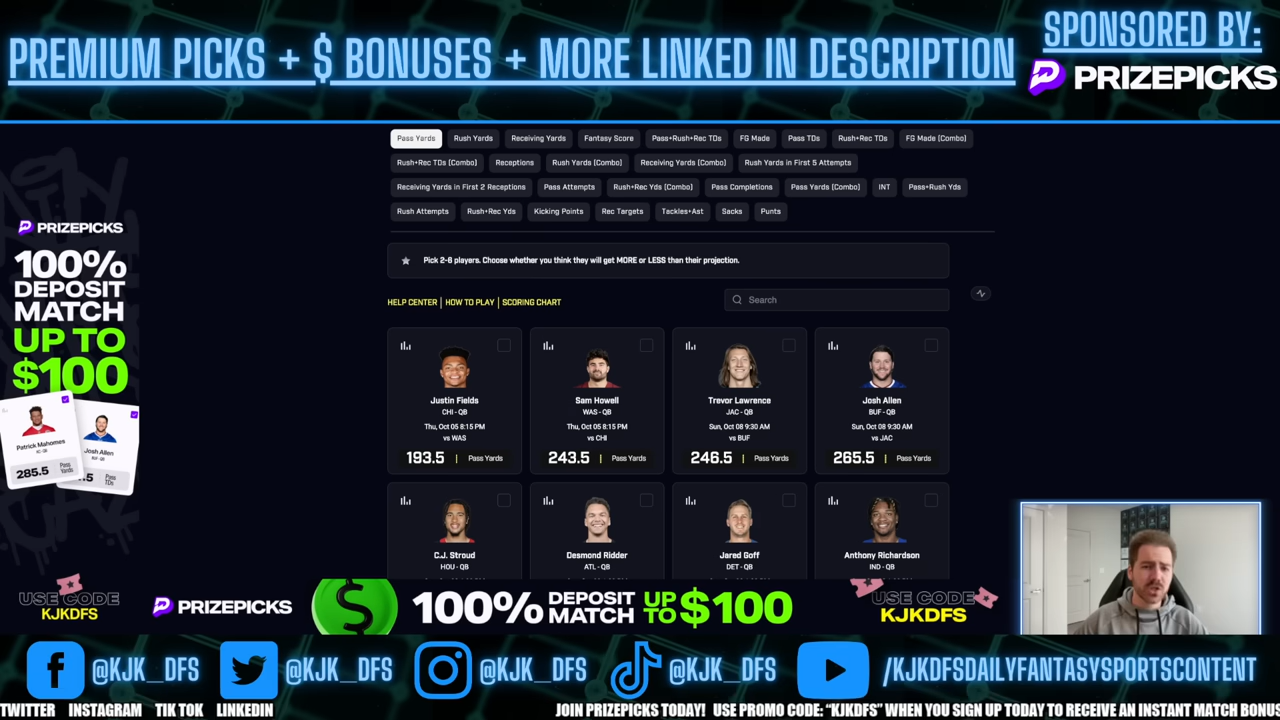 PREMIUM PICKS + $ BONUSES + MORE LINKED IN DESCRIPTION
SPONSORED BY:
PRIZEPICKS
Pass Yards Rush Yards Receiving Yards Fantasy Score Pass+Rush+Rec TDs FG Made Pass TDs Rush+Rec TDs FG Made (Combo)
Rush+Rec TDs (Combo) Receptions Rush Yards (Combo) Receiving Yards (Combo) Rush Yards in First 5 Attempts
Receiving Yards in First 2 Receptions Pass Attempts Rush+Rec Yds (Combo) Pass Completions Pass Yards (Combo) INT Pass+Rush Yds
Rush Attempts Rush+Rec Yds Kicking Points Rec Targets Tackles+Ast Sacks Punts
Pick 2-6 players. Choose whether you think they will get MORE or LESS than their projection.
HELP CENTER | HOW TO PLAY | SCORING CHART
Search
Justin Fields
CHI - QB
Thu, Oct 05 8:15 PM
vs WAS
193.5 | Pass Yards
Sam Howell
WAS - QB
Thu, Oct 05 8:15 PM
vs CHI
243.5 | Pass Yards
Trevor Lawrence
JAC - QB
Sun, Oct 08 9:30 AM
vs BUF
246.5 | Pass Yards
Josh Allen
BUF - QB
Sun, Oct 08 9:30 AM
vs JAC
265.5 | Pass Yards
C.J. Stroud
HOU - QB
Desmond Ridder
ATL - QB
Jared Goff
DET - QB
Anthony Richardson
IND - QB
PRIZEPICKS
100%
DEPOSIT
MATCH
UP TO
$100
Patrick Mahomes
KC - QB
285.5 Pass Yards
Josh Allen
BUF - QB
.5 Pass TDs
USE CODE
KJKDFS
PRIZEPICKS
$
100% DEPOSIT MATCH UP TO $100
USE CODE
KJKDFS
@KJK_DFS @KJK_DFS @KJK_DFS @KJK_DFS /KJKDFSDAILYFANTASYSPORTSCONTENT
TWITTER INSTAGRAM TIK TOK LINKEDIN JOIN PRIZEPICKS TODAY! USE PROMO CODE: "KJKDFS" WHEN YOU SIGN UP TODAY TO RECEIVE AN INSTANT MATCH BONUS